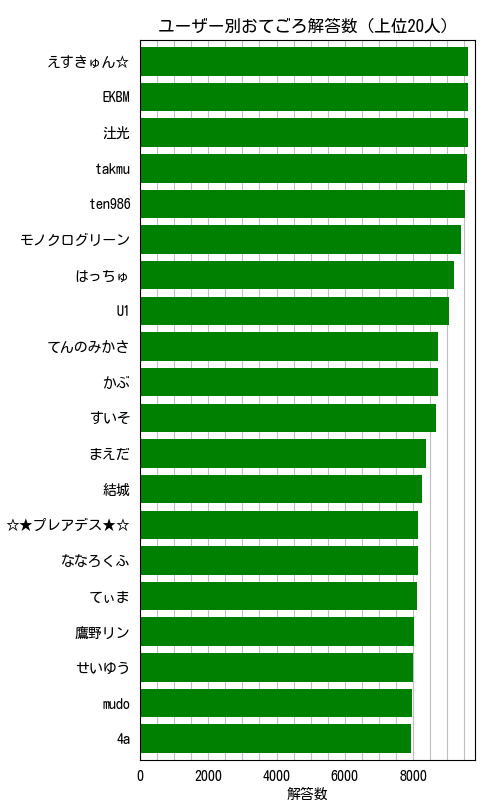 ユーザー別おてごろ解答数（上位20人）
えすきゅん☆
EKBM
汢光
takmu
ten986
モノクログリーン
はっちゅ
U1
てんのみかさ
かぶ
すいそ
まえだ
結城
☆★プレアデス★☆
ななろくふ
てぃま
鷹野リン
せいゆう
mudo
4a
0 2000 4000 6000 8000
解答数